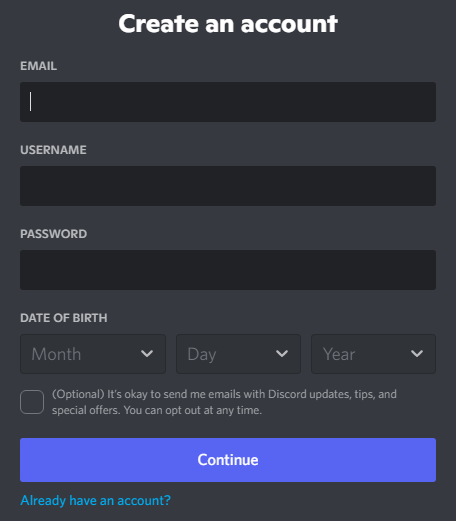 Create an account
EMAIL
USERNAME
PASSWORD
DATE OF BIRTH
Month Day Year
(Optional) It's okay to send me emails with Discord updates, tips, and
special offers. You can opt out at any time.
Continue
Already have an account?